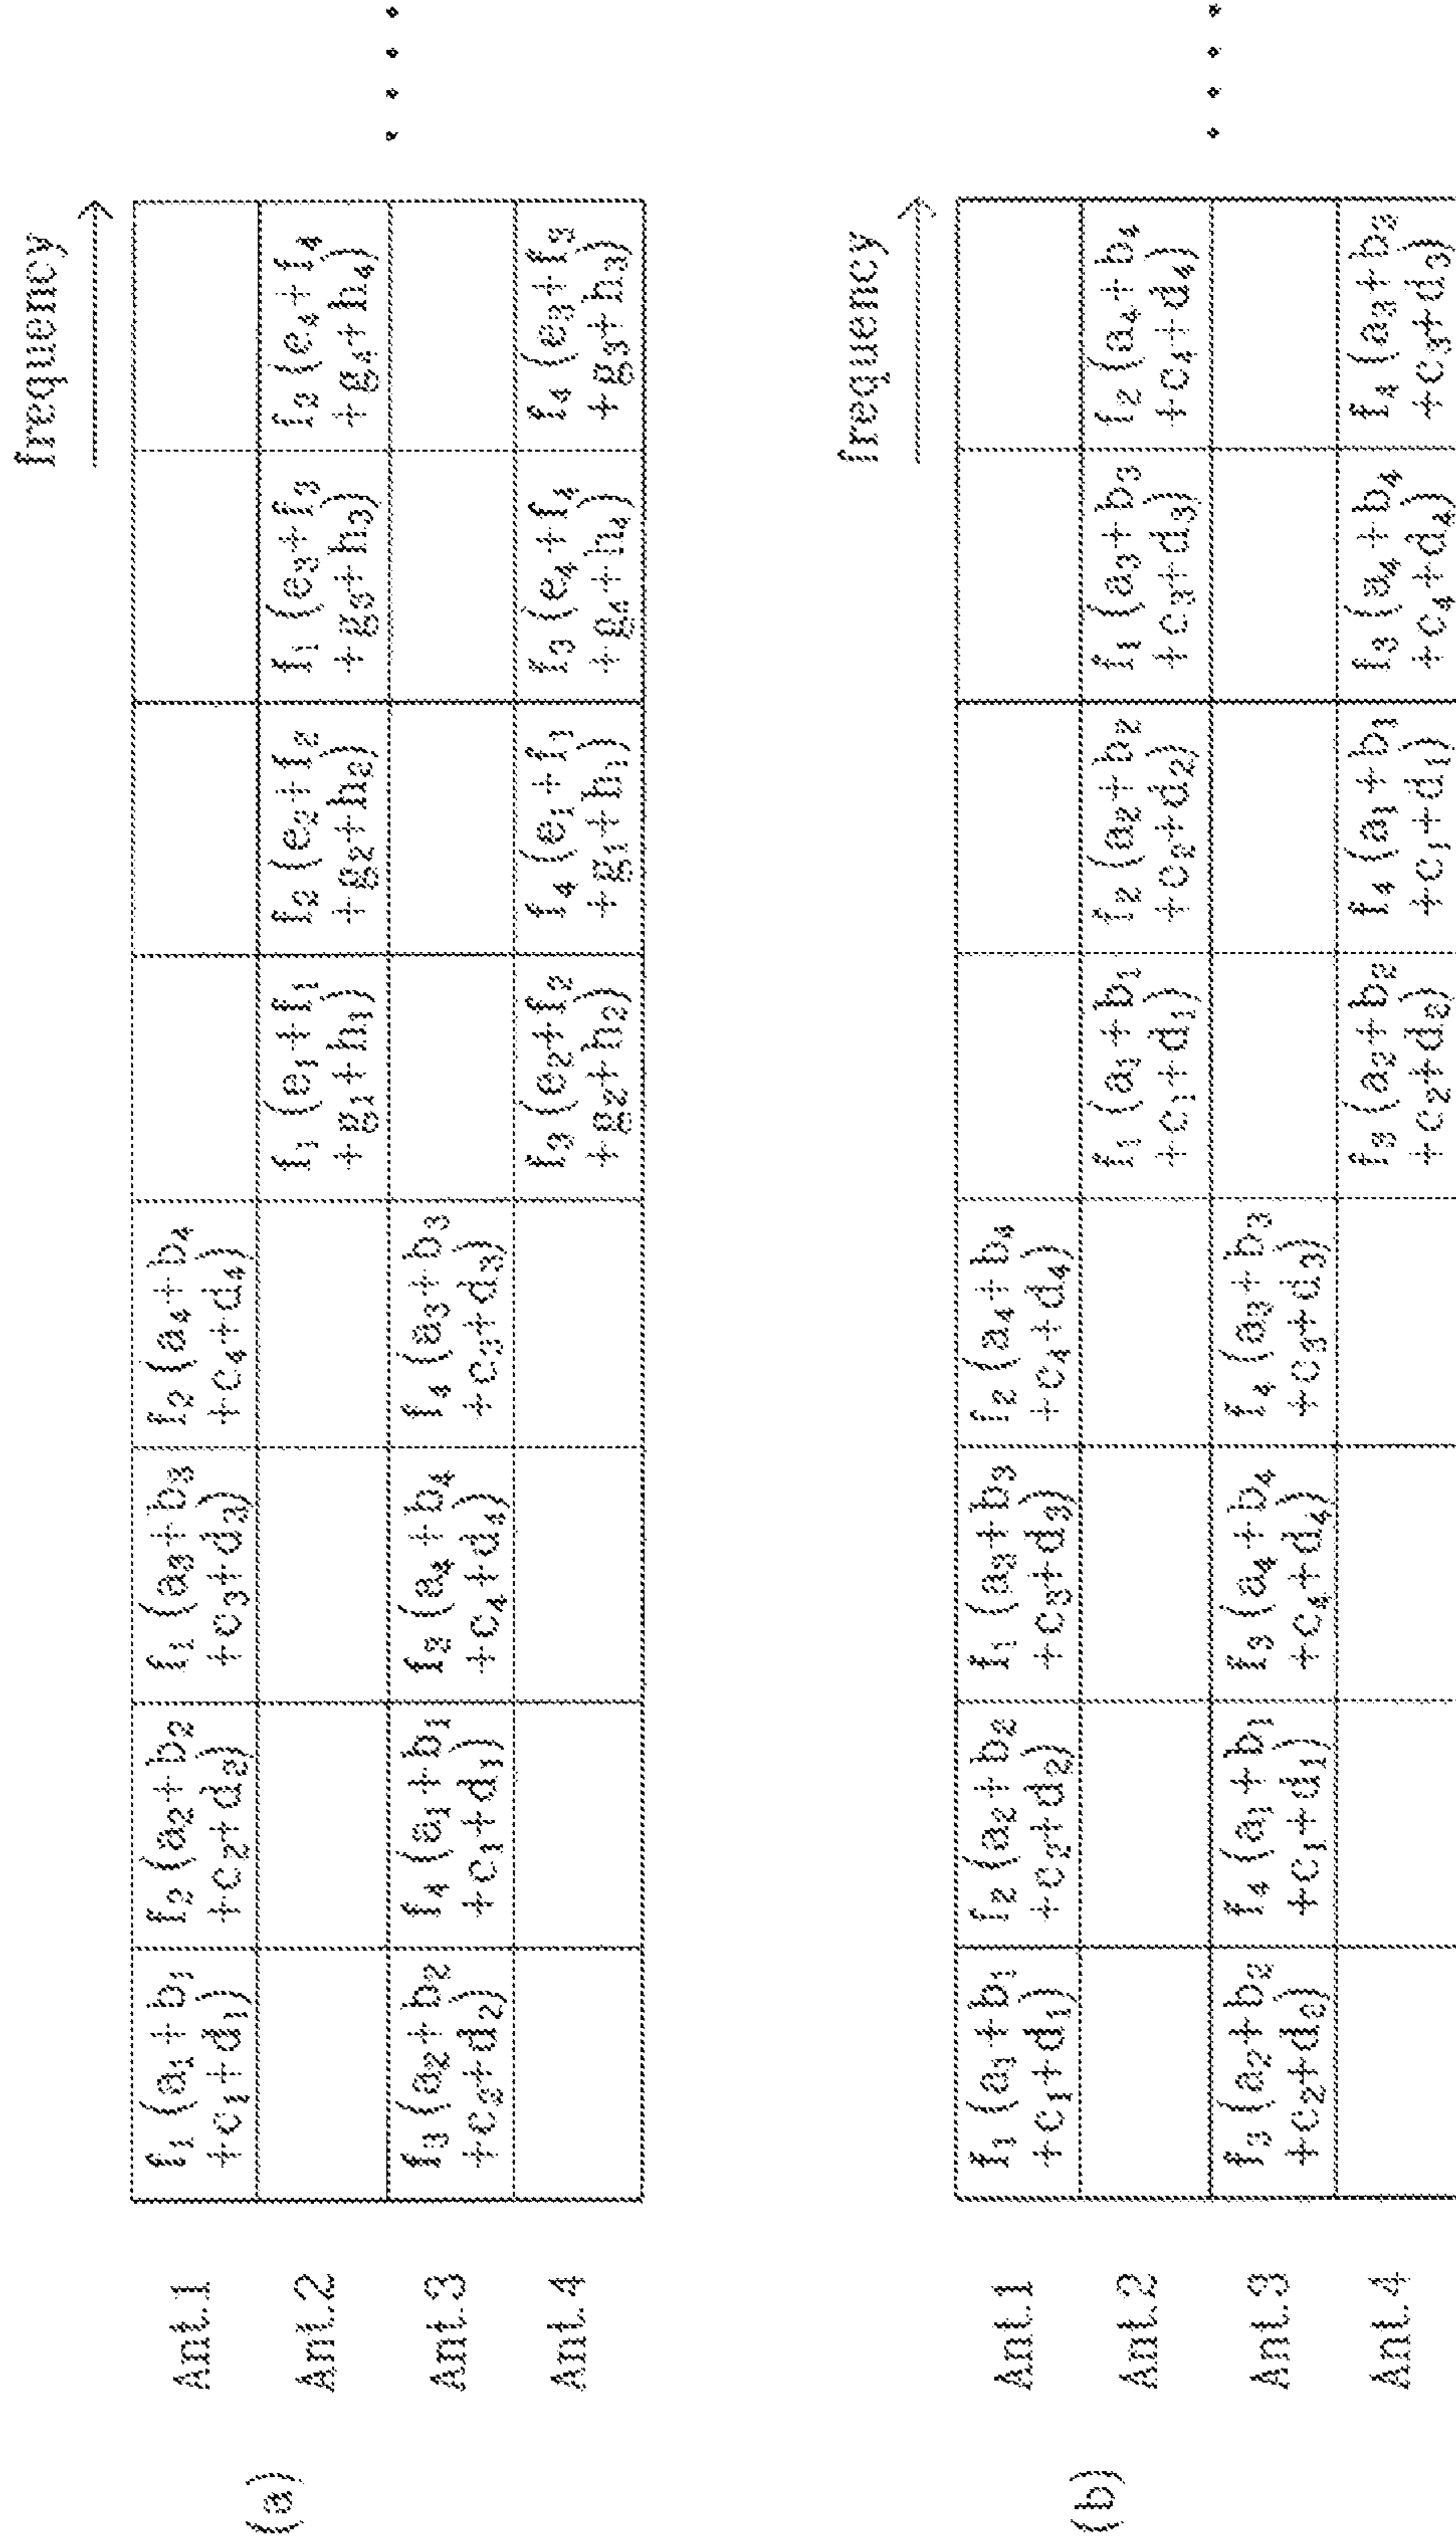 frequency
(a)
Ant.1
f₁ (a₁+b₁
+c₁+d₁)
f₂ (a₂+b₂
+c₂+d₂)
f₁ (a₃+b₃
+c₃+d₃)
f₂ (a₄+b₄
+c₄+d₄)
Ant.2
f₁ (e₁+f₁
+g₁+h₁)
f₂ (e₂+f₂
+g₂+h₂)
f₁ (e₃+f₃
+g₃+h₃)
f₂ (e₄+f₄
+g₄+h₄)
Ant.3
f₃ (a₂+b₂
+c₂+d₂)
f₄ (a₁+b₁
+c₁+d₁)
f₃ (a₄+b₄
+c₄+d₄)
f₄ (a₃+b₃
+c₃+d₃)
Ant.4
f₃ (e₂+f₂
+g₂+h₂)
f₄ (e₁+f₁
+g₁+h₁)
f₃ (e₄+f₄
+g₄+h₄)
f₄ (e₃+f₃
+g₃+h₃)
frequency
(b)
Ant.1
f₁ (a₁+b₁
+c₁+d₁)
f₂ (a₂+b₂
+c₂+d₂)
f₁ (a₃+b₃
+c₃+d₃)
f₂ (a₄+b₄
+c₄+d₄)
Ant.2
f₁ (a₁+b₁
+c₁+d₁)
f₂ (a₂+b₂
+c₂+d₂)
f₁ (a₃+b₃
+c₃+d₃)
f₂ (a₄+b₄
+c₄+d₄)
Ant.3
f₃ (a₂+b₂
+c₂+d₂)
f₄ (a₁+b₁
+c₁+d₁)
f₃ (a₄+b₄
+c₄+d₄)
f₄ (a₃+b₃
+c₃+d₃)
Ant.4
f₃ (a₂+b₂
+c₂+d₂)
f₄ (a₁+b₁
+c₁+d₁)
f₃ (a₄+b₄
+c₄+d₄)
f₄ (a₃+b₃
+c₃+d₃)